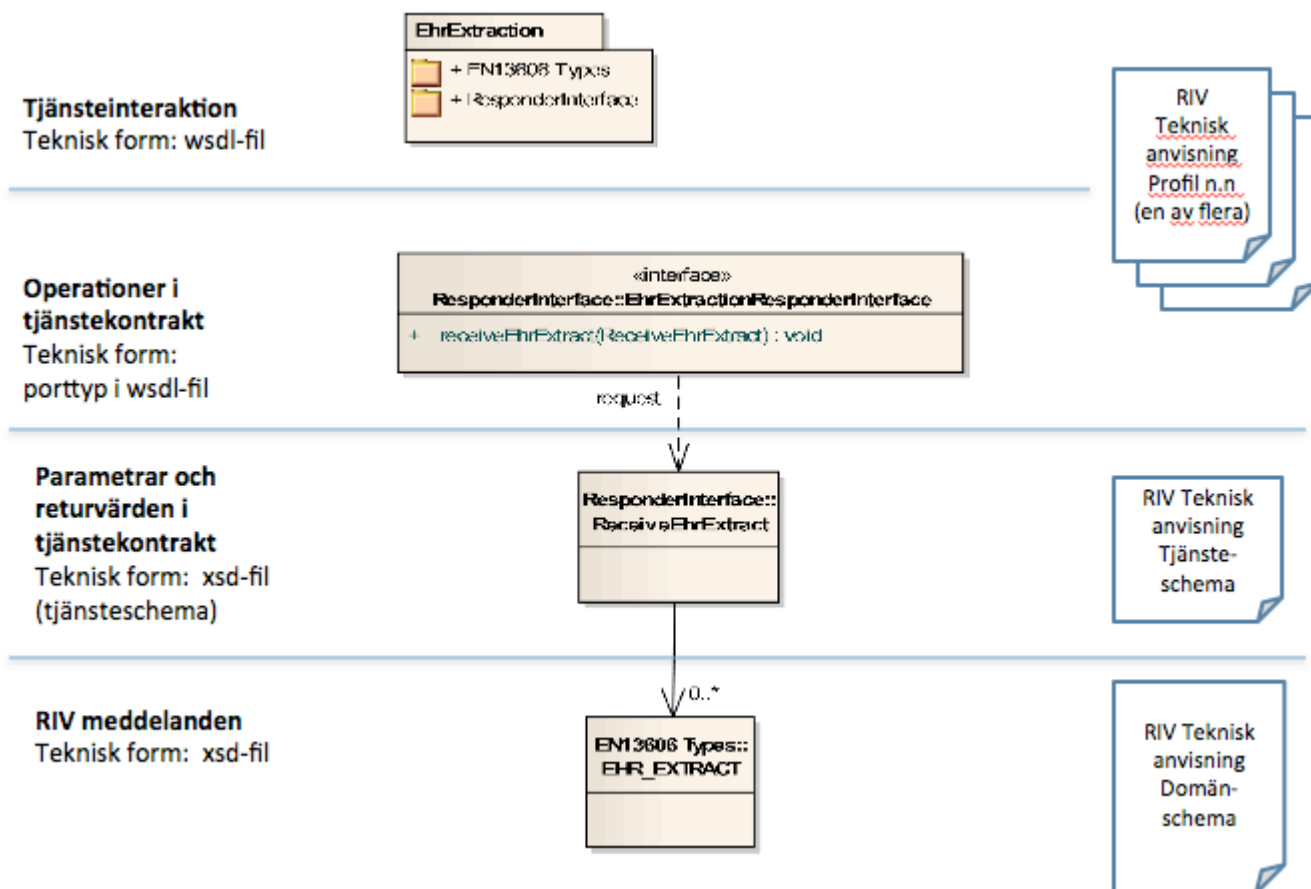 EhrExtraction
+ EN13606 Types
+ ResponderInterface
Tjänsteinteraktion
Teknisk form: wsdl-fil
RIV
Teknisk
anvisning
Profil n.n
(en av flera)
Operationer i
tjänstekontrakt
Teknisk form:
porttyp i wsdl-fil
«interface»
ResponderInterface::EhrExtractionResponderInterface
+ receiveEhrExtract(ReceiveEhrExtract) : void
request
Parametrar och
returvärden i
tjänstekontrakt
Teknisk form: xsd-fil
(tjänsteschema)
ResponderInterface::
ReceiveEhrExtract
RIV Teknisk
anvisning
Tjänste-
schema
0..*
RIV meddelanden
Teknisk form: xsd-fil
EN13606 Types::
EHR_EXTRACT
RIV Teknisk
anvisning
Domän-
schema